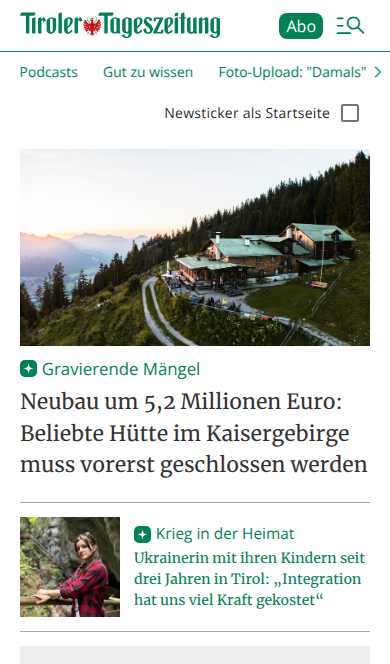 Tiroler Tageszeitung
Abo
Podcasts Gut zu wissen Foto-Upload: "Damals"
Newsticker als Startseite
Gravierende Mängel
Neubau um 5,2 Millionen Euro:
Beliebte Hütte im Kaisergebirge
muss vorerst geschlossen werden
Krieg in der Heimat
Ukrainerin mit ihren Kindern seit
drei Jahren in Tirol: „Integration
hat uns viel Kraft gekostet“